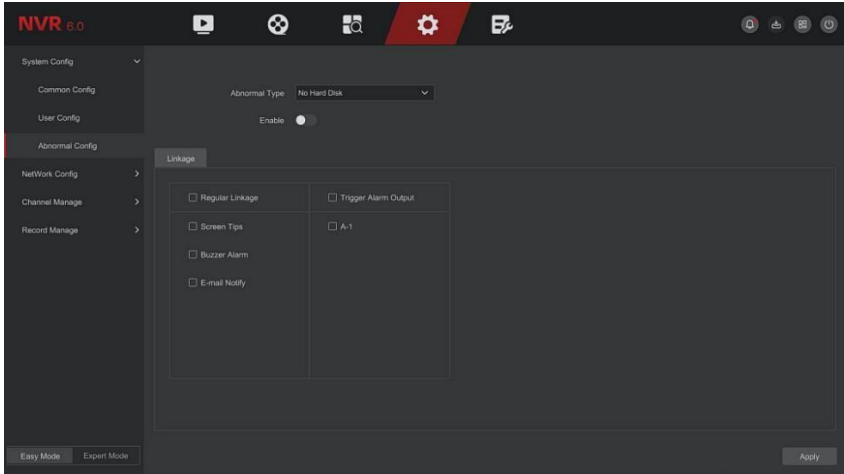 NVR 6.0
System Config
Common Config
User Config
Abnormal Config
NetWork Config
Channel Manage
Record Manage
Abnormal Type No Hard Disk
Enable
Linkage
Regular Linkage Trigger Alarm Output
Screen Tips A-1
Buzzer Alarm
E-mail Notify
Easy Mode Expert Mode Apply